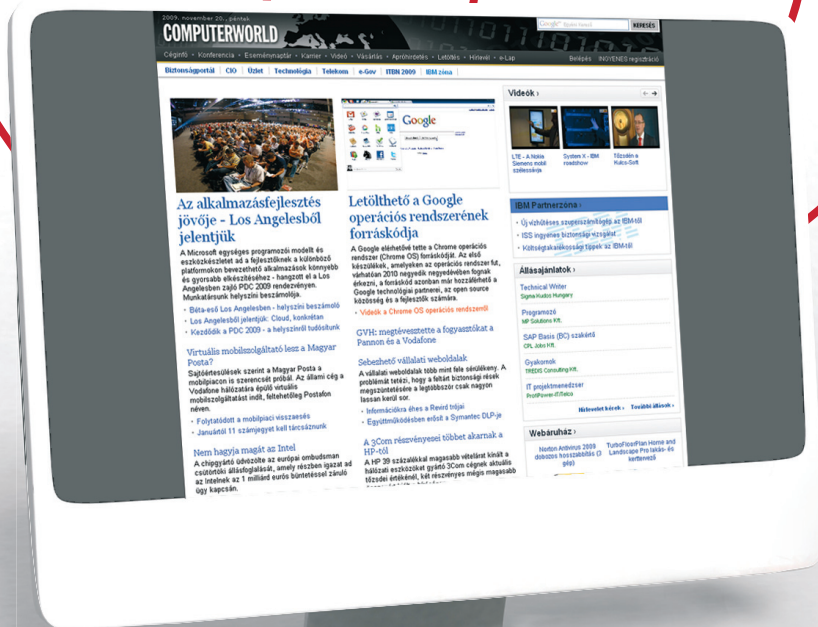 2009. november 20., péntek
COMPUTERWORLD
KERESÉS
Céginfó • Konferencia • Eseménynaptár • Karrier • Videó • Vásárlás • Apróhirdetés • Letöltés • Hírlevél • e-Lap
Belépés INGYENES regisztráció
Biztonságportál | CIO | Üzlet | Technológia | Telekom | e-Gov | ITBN 2009 | IBM zóna
Google
Az alkalmazásfejlesztés
jövője - Los Angelesből
jelentjük
A Microsoft egységes programozói modellt és
eszközkészletet ad a fejlesztőknek a különböző
platformokon bevezethető alkalmazások könnyebb
és gyorsabb elkészítéséhez - hangzott el a Los
Angelesben zajló PDC 2009 rendezvényen.
Munkatársunk helyszíni beszámolója.
• Béta-eső Los Angelesben - helyszíni beszámoló
• Los Angelesből jelentjük: Cloud, konkrétan
• Kezdődik a PDC 2009 - a helyszínről tudósítunk
Virtuális mobilszolgáltató lesz a Magyar
Posta?
Sajtóértesülések szerint a Magyar Posta a
mobilpiacon is szerencsét próbál. Az állami cég a
Vodafone hálózatára épülő virtuális
mobilszolgáltatást indít, feltehetőleg Postafon
néven.
• Folytatódott a mobilpiaci visszaesés
• Januártól 11 számjegyet kell tárcsáznunk
Nem hagyja magát az Intel
A chipgyártó üdvözölte az európai ombudsman
csütörtöki állásfoglalását, amely részben igazat ad
az Intelnek az 1 milliárd eurós büntetéssel záruló
ügy kapcsán.
Letölthető a Google
operációs rendszerének
forráskódja
A Google elérhetővé tette a Chrome operációs
rendszer (Chrome OS) forráskódját. Az első
készülékek, amelyeken az operációs rendszer fut,
várhatóan 2010 negyedik negyedévében fognak
érkezni, a forráskód azonban már hozzáférhető a
Google technológiai partnerei, az open source
közösség és a fejlesztők számára.
• Videók a Chrome OS operációs rendszerről
GVH: megtévesztette a fogyasztókat a
Pannon és a Vodafone
Sebezhető vállalati weboldalak
A vállalati weboldalak több mint fele sérülékeny. A
problémát tetézi, hogy a feltárt biztonsági rések
megszüntetésére a legtöbbször csak nagyon
lassan kerül sor.
• Információkra éhes a Revird trójai
• Együttműködésben erősít a Symantec DLP-je
A 3Com részvényesei többet akarnak a
HP-tól
A HP 39 százalékkal magasabb vételárat kínált a
hálózati eszközöket gyártó 3Com cégnek aktuális
tőzsdei értékénél, két részvényes mégis magasabb
Videók ›
LTE - A Nokia
Siemens mobil
szélessávja
System X - IBM
roadshow
Tőzsdén a
Kulcs-Soft
IBM Partnerzóna ›
• Új vízhűtéses szuperszámítógép az IBM-től
• ISS ingyenes biztonsági vizsgálat
• Költségtakarékossági tippek az IBM-től
Állásajánlatok ›
Technical Writer
Sigma Kudos Hungary
Programozó
MP Solutions Kft.
SAP Basis (BC) szakértő
CPL Jobs Kft.
Gyakornok
TREDIS Consulting Kft.
IT projektmenedzser
ProfiPower-IT/Telco
Hírlevelet kérek › További állások ›
Webáruház ›
Norton Antivirus 2009
dobozos hosszabbítás (3
gép)
TurboFloorPlan Home and
Landscape Pro lakás- és
kerttervező